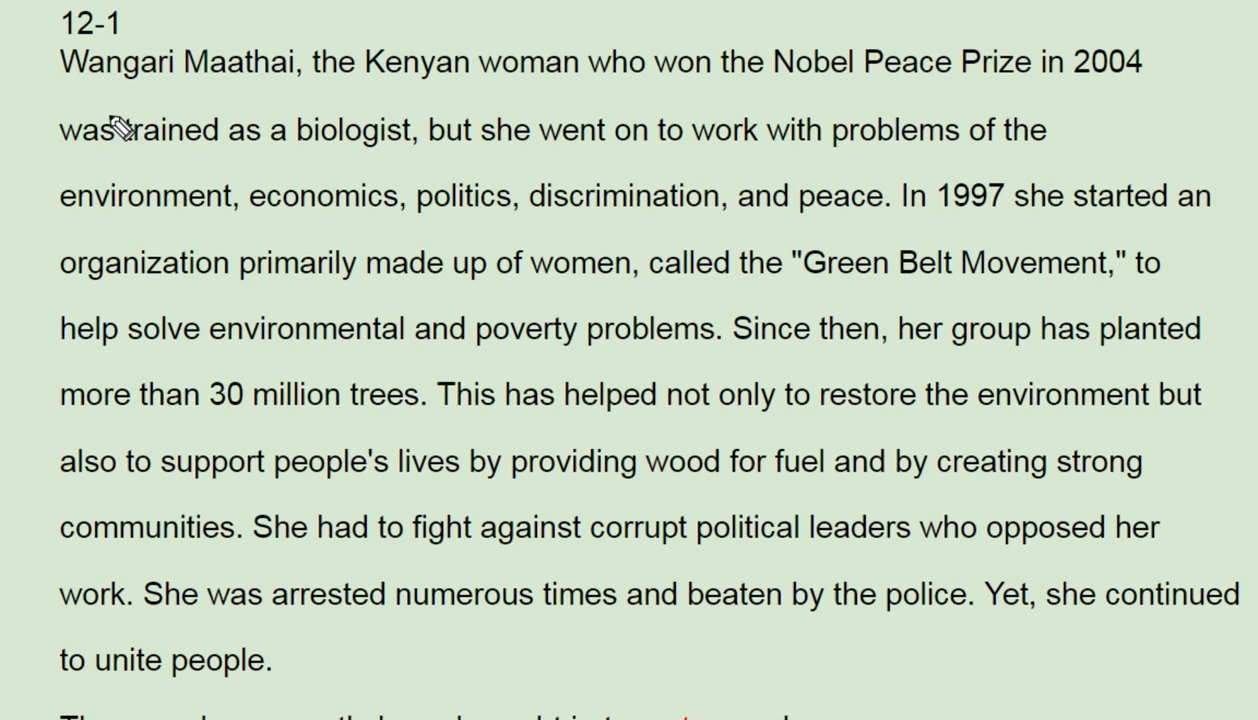 12-1
Wangari Maathai, the Kenyan woman who won the Nobel Peace Prize in 2004
was trained as a biologist, but she went on to work with problems of the
environment, economics, politics, discrimination, and peace. In 1997 she started an
organization primarily made up of women, called the "Green Belt Movement," to
help solve environmental and poverty problems. Since then, her group has planted
more than 30 million trees. This has helped not only to restore the environment but
also to support people's lives by providing wood for fuel and by creating strong
communities. She had to fight against corrupt political leaders who opposed her
work. She was arrested numerous times and beaten by the police. Yet, she continued
to unite people.